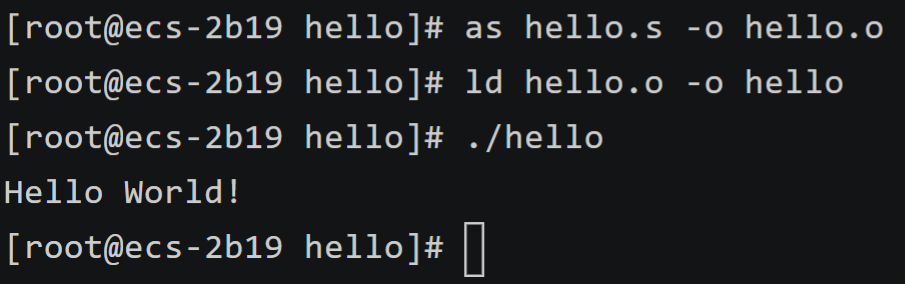 [root@ecs-2b19 hello]# as hello.s -o hello.o
[root@ecs-2b19 hello]# ld hello.o -o hello
[root@ecs-2b19 hello]# ./hello
Hello World!
[root@ecs-2b19 hello]#